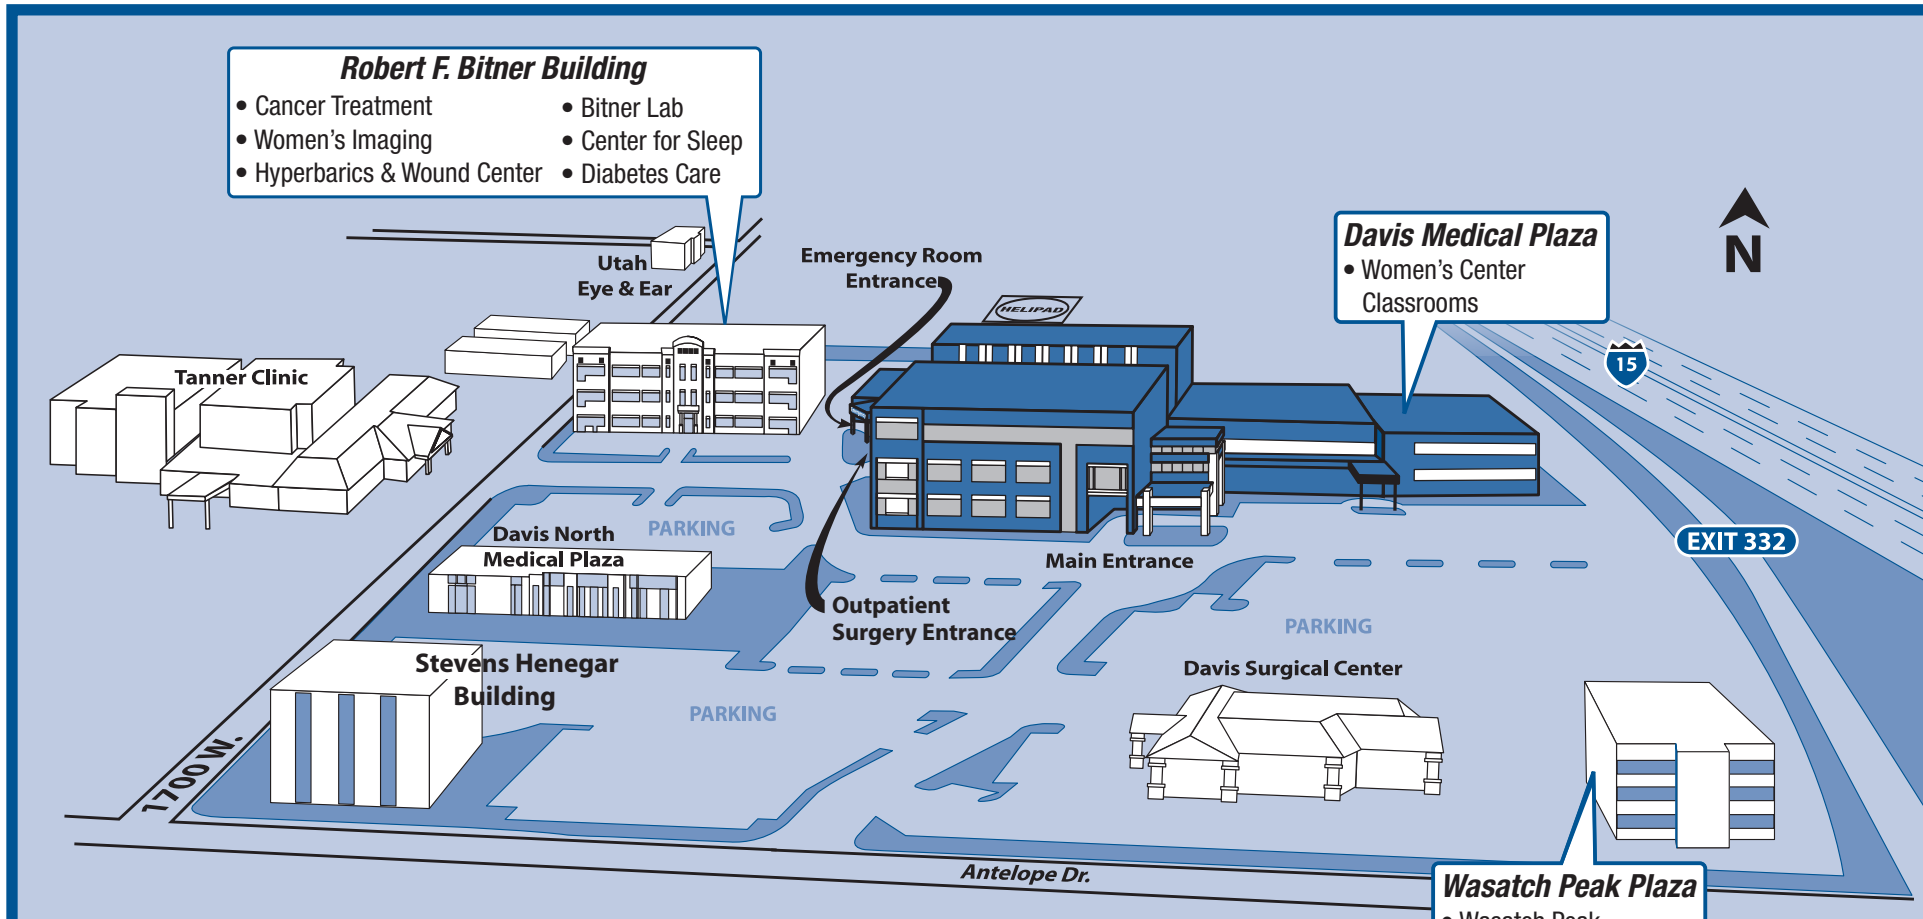 Robert F. Bitner Building
• Cancer Treatment
• Women's Imaging
• Hyperbarics & Wound Center
• Bitner Lab
• Center for Sleep
• Diabetes Care
Davis Medical Plaza
• Women's Center
Classrooms
N
15
Utah
Eye & Ear
Emergency Room
Entrance
HELIPAD
Tanner Clinic
PARKING
Davis North
Medical Plaza
Main Entrance
EXIT 332
Outpatient
Surgery Entrance
PARKING
Stevens Henegar
Building
Davis Surgical Center
PARKING
1700 W.
Antelope Dr.
Wasatch Peak Plaza
• Wasatch Peak